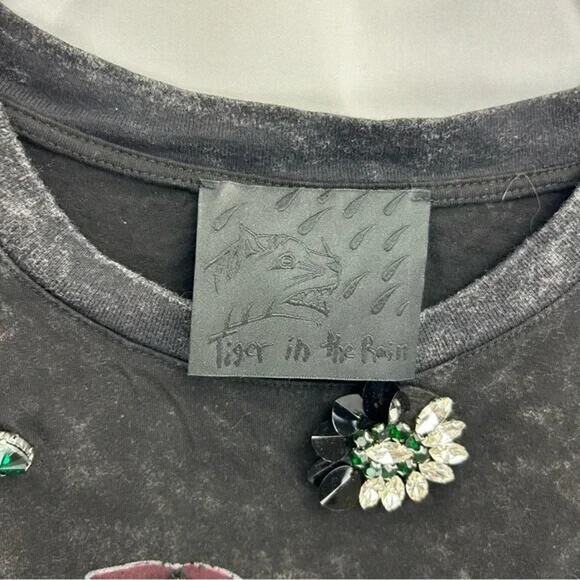 Tiger in the Rain